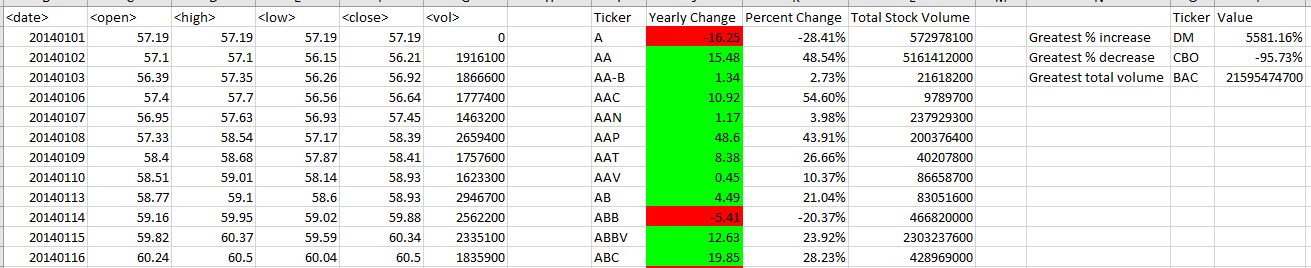 <date> <open> <high> <low> <close> <vol> Ticker Yearly Change Percent Change Total Stock Volume Ticker Value
20140101 57.19 57.19 57.19 57.19 0 A -16.25 -28.41% 572978100 Greatest % increase DM 5581.16%
20140102 57.1 57.1 56.15 56.21 1916100 AA 15.48 48.54% 5161412000 Greatest % decrease CBO -95.73%
20140103 56.39 57.35 56.26 56.92 1866600 AA-B 1.34 2.73% 21618200 Greatest total volume BAC 21595474700
20140106 57.4 57.7 56.56 56.64 1777400 AAC 10.92 54.60% 9789700
20140107 56.95 57.63 56.93 57.45 1463200 AAN 1.17 3.98% 237929300
20140108 57.33 58.54 57.17 58.39 2659400 AAP 48.6 43.91% 200376400
20140109 58.4 58.68 57.87 58.41 1757600 AAT 8.38 26.66% 40207800
20140110 58.51 59.01 58.14 58.93 1623300 AAV 0.45 10.37% 86658700
20140113 58.77 59.1 58.6 58.93 2946700 AB 4.49 21.04% 83051600
20140114 59.16 59.95 59.02 59.88 2562200 ABB -5.41 -20.37% 466820000
20140115 59.82 60.37 59.59 60.34 2335100 ABBV 12.63 23.92% 2303237600
20140116 60.24 60.5 60.04 60.5 1835900 ABC 19.85 28.23% 428969000